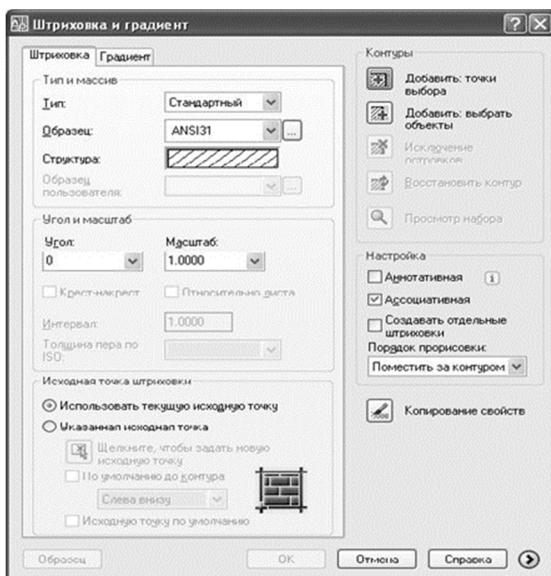 Штриховка и градиент
Штриховка Градиент
Тип и массив
Тип: Стандартный
Образец: ANSI31 ...
Структура:
Образец
пользователя: ...
Угол и масштаб
Угол: Масштаб:
0 1.0000
Крест-накрест Относительно листа
Интервал: 1.0000
Толщина пера по
ISO:
Исходная точка штриховки
Использовать текущую исходную точку
Указанная исходная точка
Щелкните, чтобы задать новую
исходную точку
По умолчанию до контура
Слева внизу
Исходную точку по умолчанию
Контуры
Добавить: точки
выбора
Добавить: выбрать
объекты
Исключение
островков
Восстановить контур
Просмотр набора
Настройка
Аннотативная i
Ассоциативная
Создавать отдельные
штриховки
Порядок прорисовки:
Поместить за контуром
Копирование свойств
Образец OK Отмена Справка